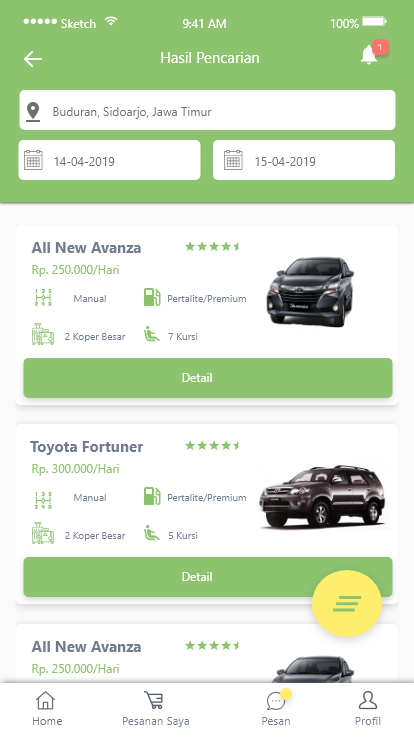 Sketch 9:41 AM 100%
Hasil Pencarian
1
Buduran, Sidoarjo, Jawa Timur
14-04-2019 15-04-2019
All New Avanza
Rp. 250.000/Hari
Manual Pertalite/Premium
2 Koper Besar 7 Kursi
Detail
Toyota Fortuner
Rp. 300.000/Hari
Manual Pertalite/Premium
2 Koper Besar 5 Kursi
Detail
All New Avanza
Rp. 250.000/Hari
Home Pesanan Saya Pesan Profil